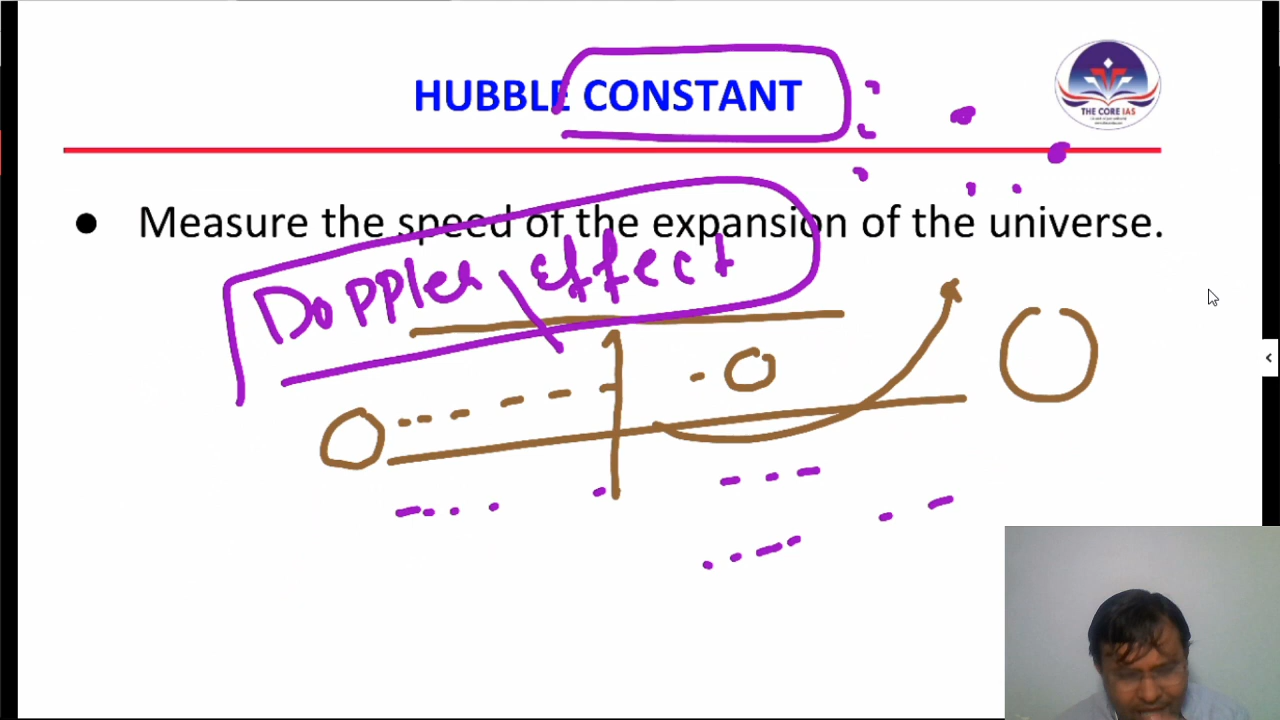 HUBBLE CONSTANT
THE CORE IAS
● Measure the speed of the expansion of the universe.
Doppler Effect